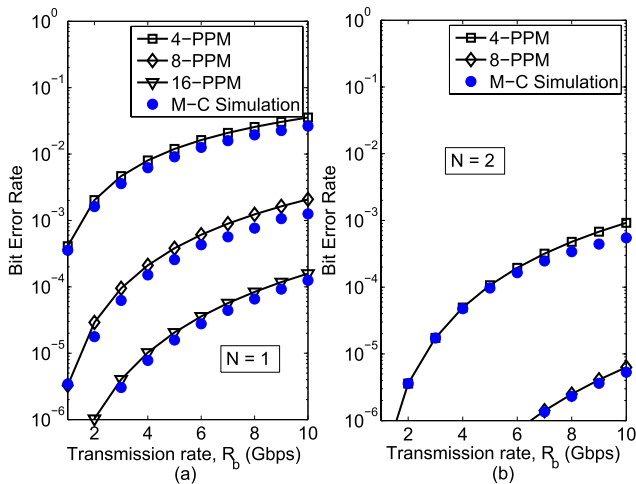 10^0
10^-1
10^-2
10^-3
10^-4
10^-5
10^-6
Bit Error Rate
4−PPM
8−PPM
16−PPM
M−C Simulation
N = 1
2 4 6 8 10
Transmission rate, R_b (Gbps)
(a)
10^0
10^-1
10^-2
10^-3
10^-4
10^-5
10^-6
Bit Error Rate
4−PPM
8−PPM
M−C Simulation
N = 2
2 4 6 8 10
Transmission rate, R_b (Gbps)
(b)